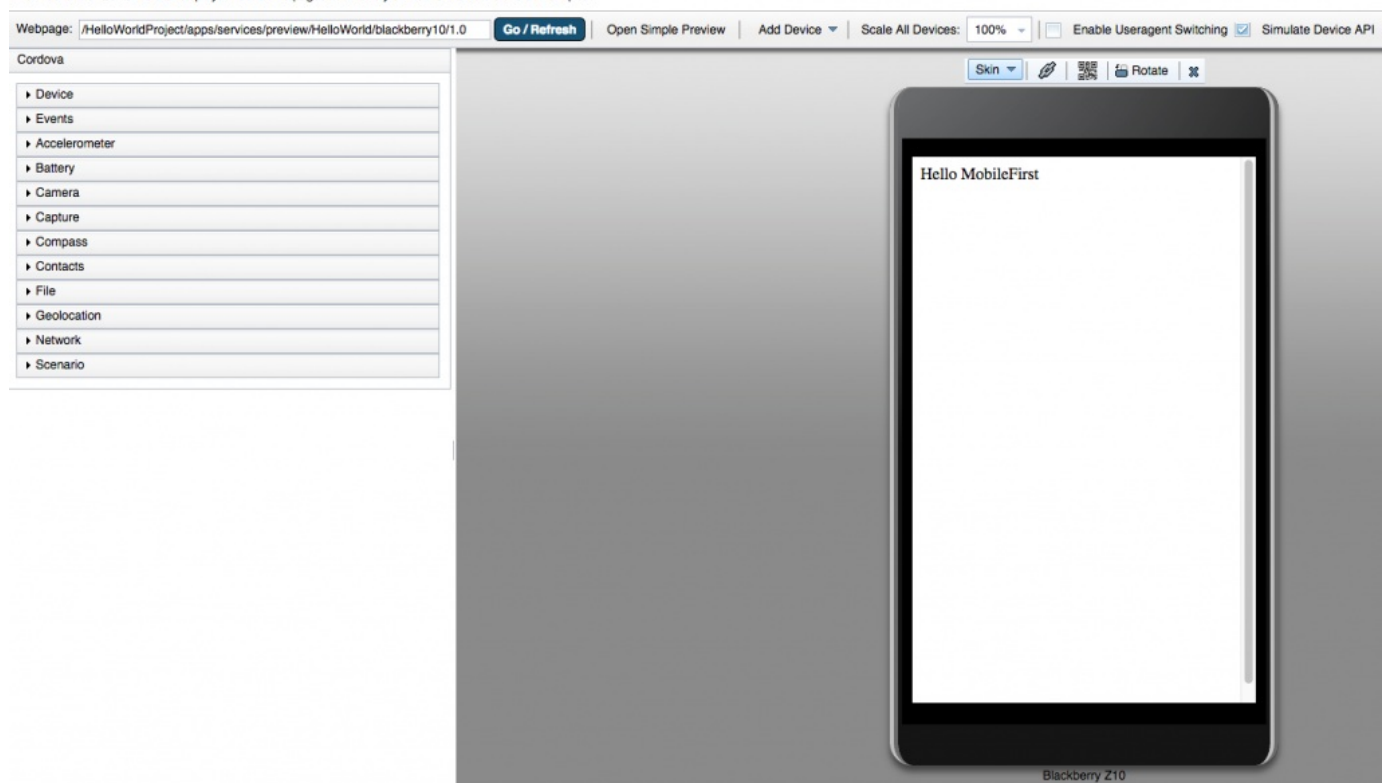 Webpage: /HelloWorldProject/apps/services/preview/HelloWorld/blackberry10/1.0 Go / Refresh Open Simple Preview Add Device Scale All Devices: 100% Enable Useragent Switching Simulate Device API
Cordova
Skin Rotate
Device
Events
Accelerometer
Battery
Camera
Capture
Compass
Contacts
File
Geolocation
Network
Scenario
Hello MobileFirst
Blackberry Z10